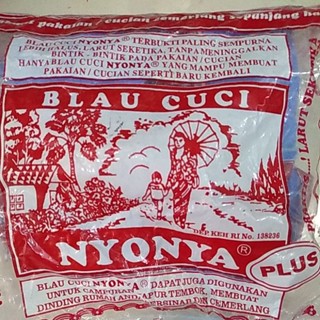 pakaian / cucian cemerlang sepanjang
BLAU CUCI NYONYA® TERBUKTI PALING SEMPURNA
LEBIH HALUS, LARUT SEKETIKA, TANPA MENINGGALKAN
BINTIK - BINTIK PADA PAKAIAN / CUCIAN
HANYA BLAU CUCI NYONYA® YANG MAMPU MEMBUAT
PAKAIAN / CUCIAN SEPERTI BARU KEMBALI
BLAU CUCI
DEP KEH RI No. 138236
NYONYA®
PLUS
BLAU CUCI NYONYA® DAPAT JUGA DIGUNAKAN
UNTUK CAMPURAN KAPUR TEMBOK, MEMBUAT
DINDING RUMAH ANDA BERSINAR DAN CEMERLANG
! LARUT